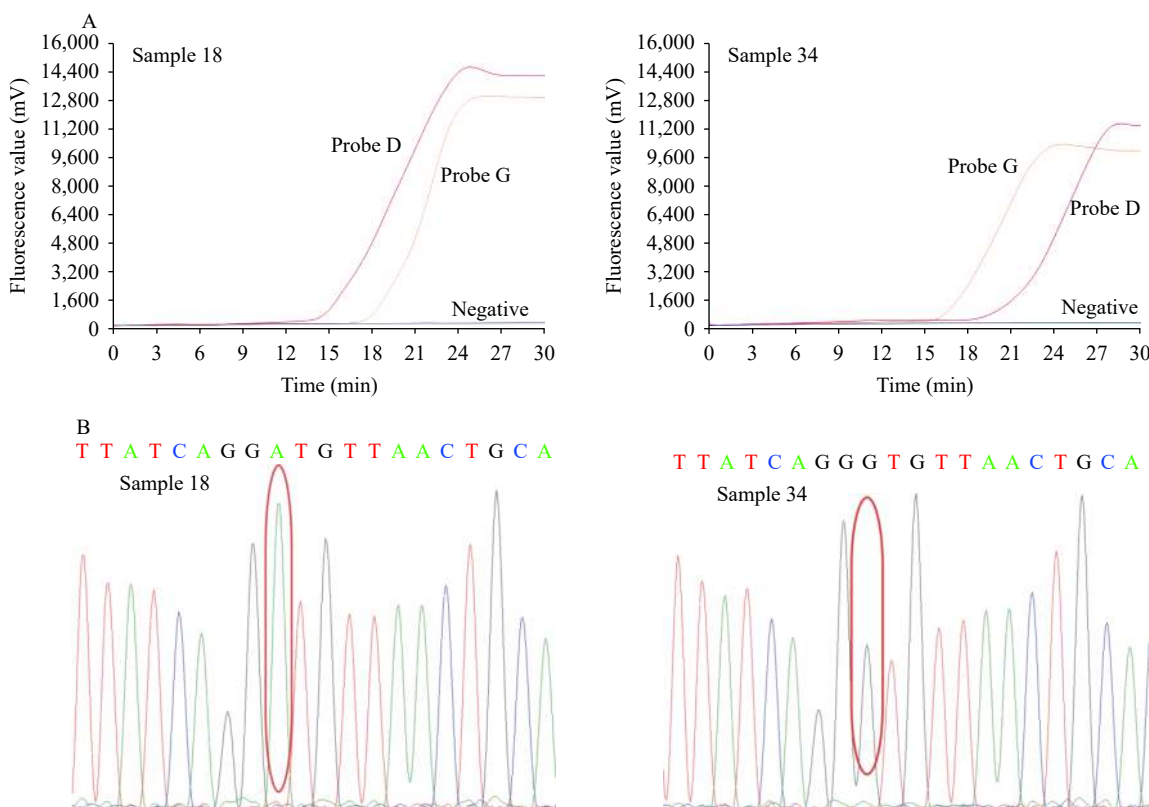 A
Sample 18
Fluorescence value (mV)
16,000
14,400
12,800
11,200
9,600
8,000
6,400
4,800
3,200
1,600
0
Probe D
Probe G
Negative
0 3 6 9 12 15 18 21 24 27 30
Time (min)
Sample 34
Fluorescence value (mV)
16,000
14,400
12,800
11,200
9,600
8,000
6,400
4,800
3,200
1,600
0
Probe G
Probe D
Negative
0 3 6 9 12 15 18 21 24 27 30
Time (min)
B
T T A T C A G G A T G T T A A C T G C A
Sample 18
T T A T C A G G G T G T T A A C T G C A
Sample 34